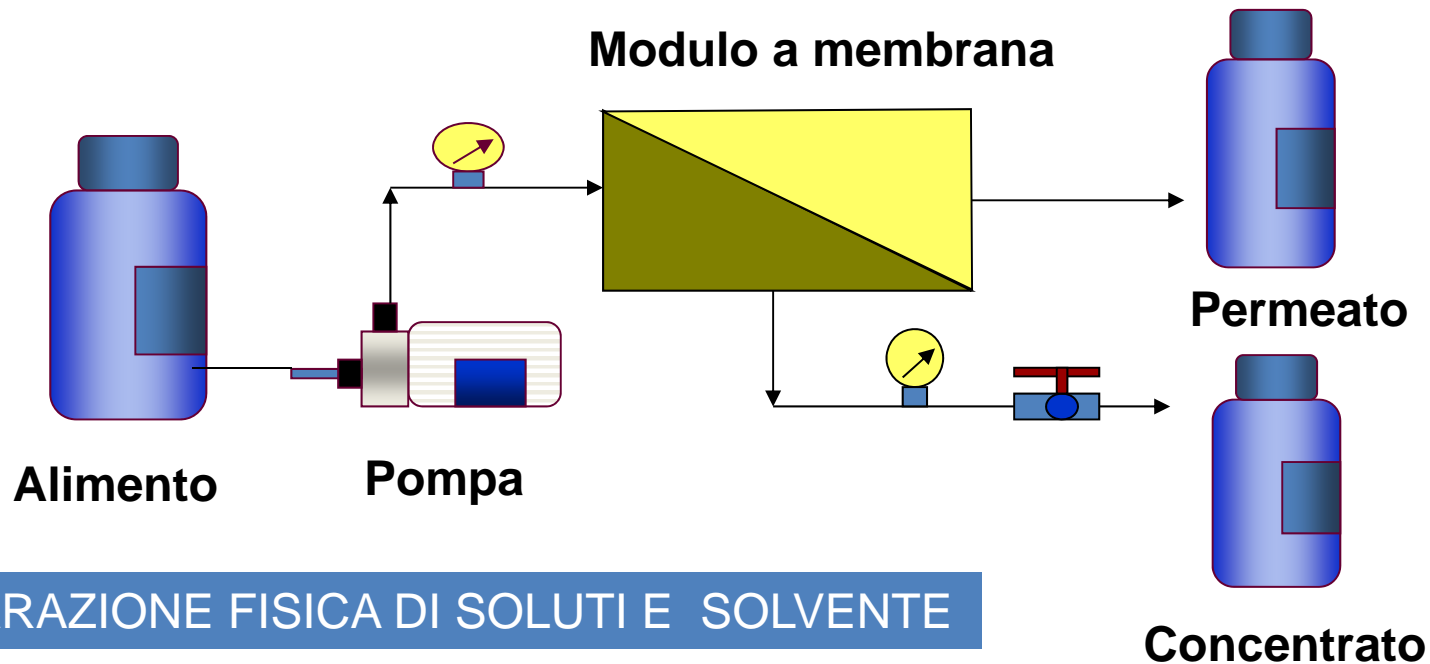 Modulo a membrana
Permeato
Alimento
Pompa
RAZIONE FISICA DI SOLUTI E SOLVENTE
Concentrato